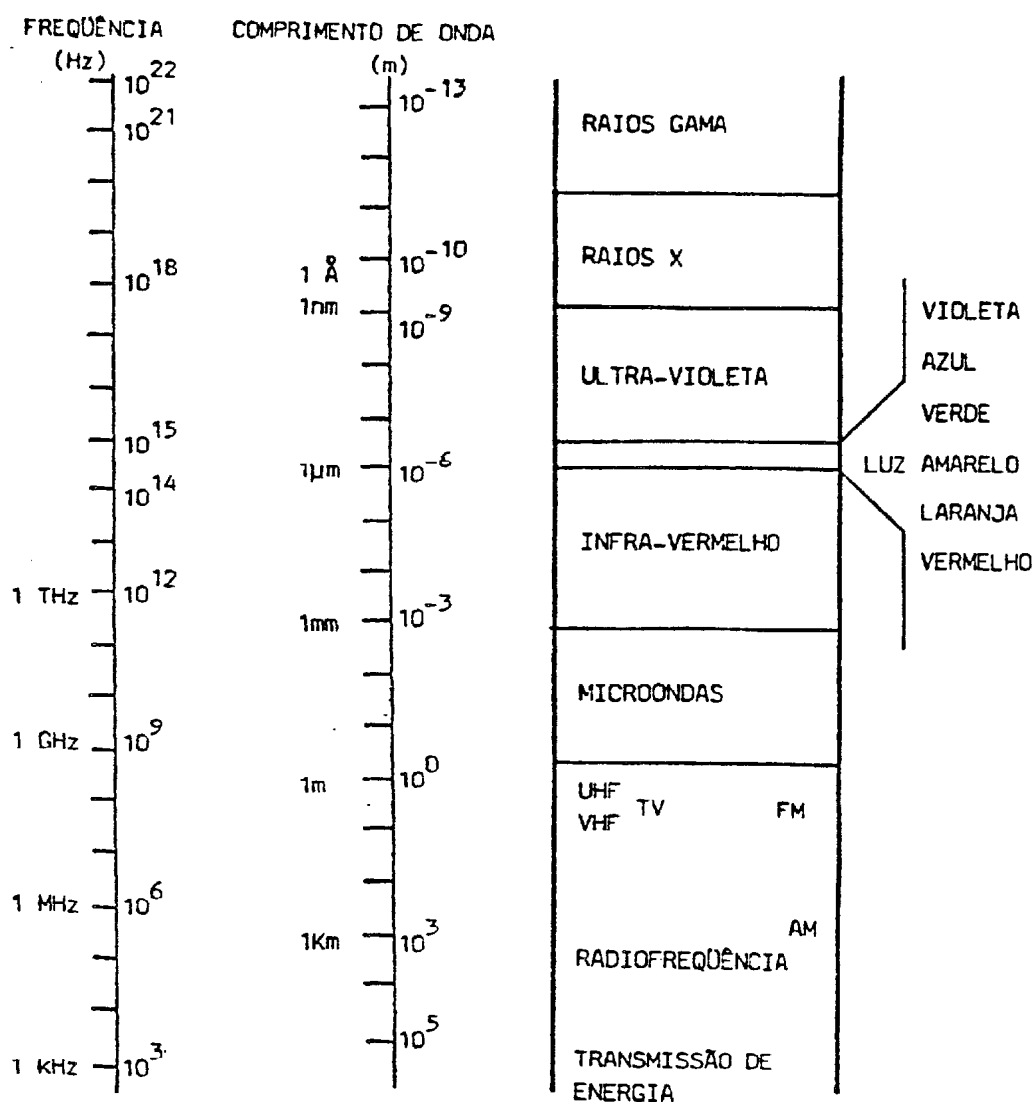 FREQÜÊNCIA
(Hz)
10^22
10^21
10^18
10^15
10^14
1 THz 10^12
1 GHz 10^9
1 MHz 10^6
1 KHz 10^3
COMPRIMENTO DE ONDA
(m)
10^-13
1 Å 10^-10
1nm 10^-9
1μm 10^-6
1mm 10^-3
1m 10^0
1Km 10^3
10^5
RAIOS GAMA
RAIOS X
ULTRA-VIOLETA
INFRA-VERMELHO
MICROONDAS
UHF
VHF
TV
FM
AM
RADIOFREQÜÊNCIA
TRANSMISSÃO DE
ENERGIA
VIOLETA
AZUL
VERDE
LUZ AMARELO
LARANJA
VERMELHO